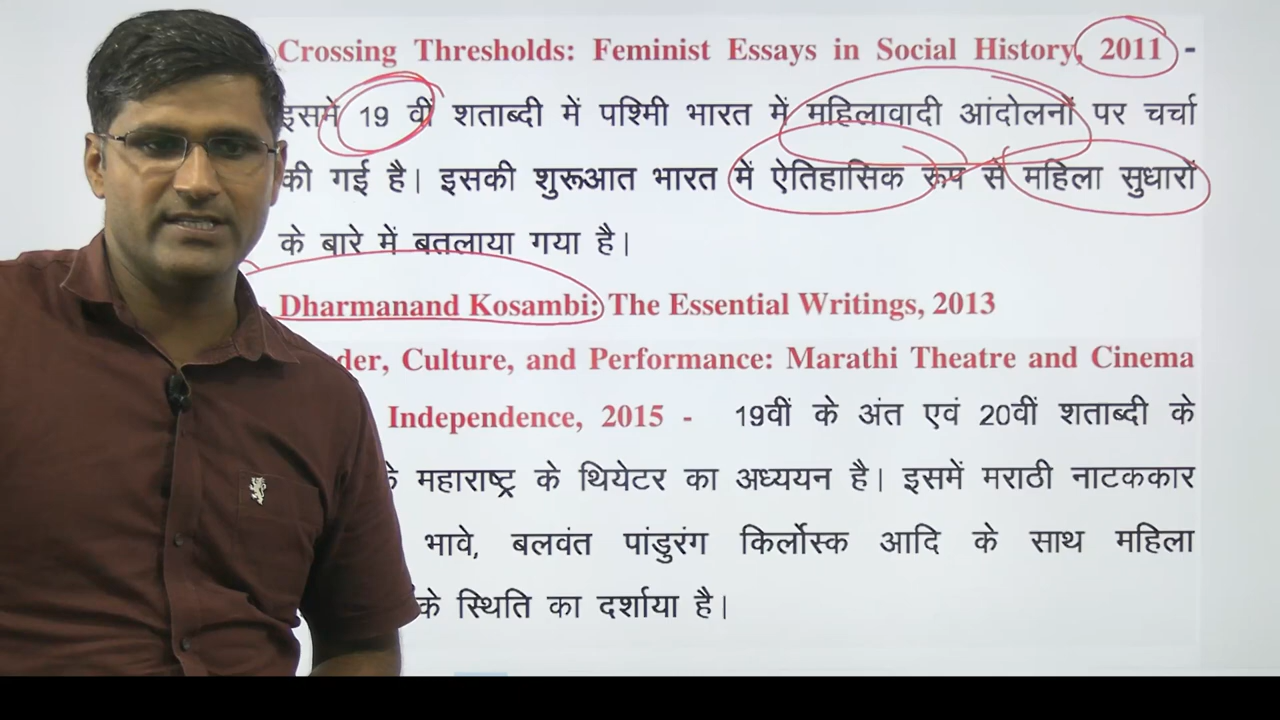 Crossing Thresholds: Feminist Essays in Social History, 2011 -
इसमे 19 वीं शताब्दी में पश्मिी भारत में महिलावादी आंदोलनों पर चर्चा
की गई है। इसकी शुरूआत भारत में ऐतिहासिक रूप से महिला सुधारों
के बारे में बतलाया गया है।
Dharmanand Kosambi: The Essential Writings, 2013
der, Culture, and Performance: Marathi Theatre and Cinema
Independence, 2015 - 19वीं के अंत एवं 20वीं शताब्दी के
महाराष्ट्र के थियेटर का अध्ययन है। इसमें मराठी नाटककार
भावे, बलवंत पांडुरंग किर्लोस्क आदि के साथ महिला
के स्थिति का दर्शाया है।